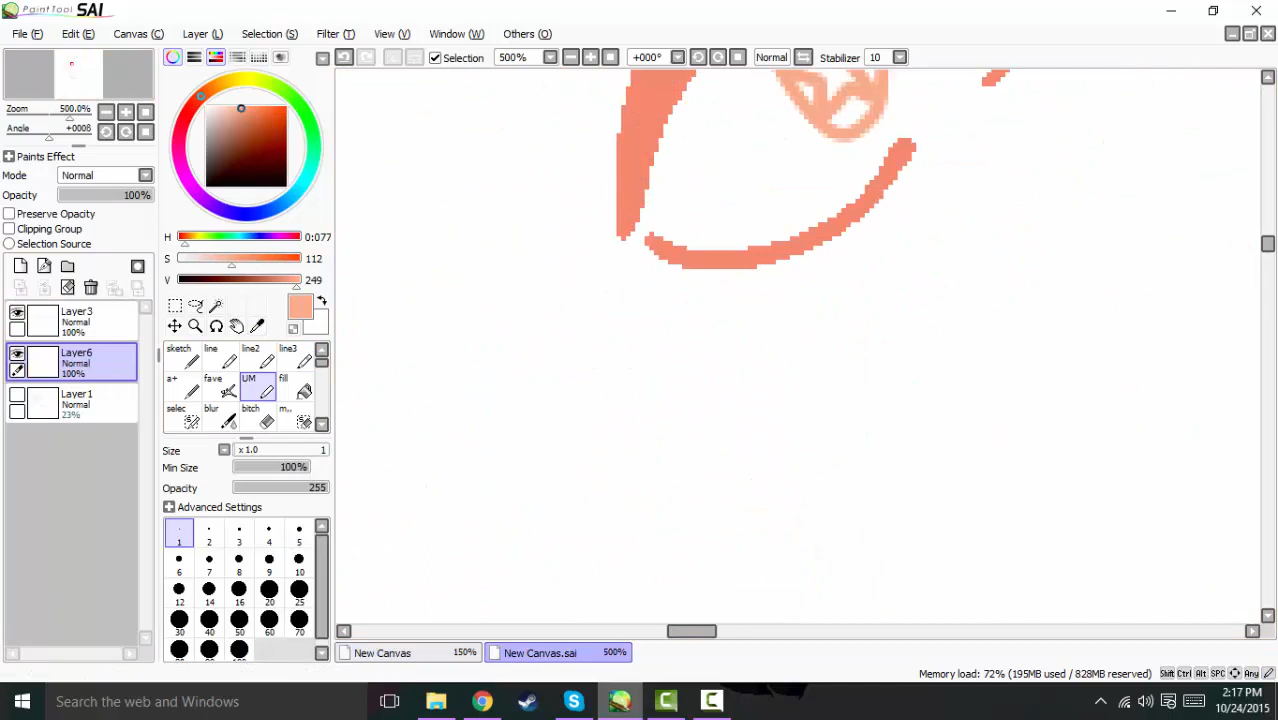 PaintTool SAI
File (F) Edit (E) Canvas (C) Layer (L) Selection (S) Filter (T) View (V) Window (W) Others (O)
Selection 500% +000° Normal Stabilizer 10
Zoom 500.0%
Angle +000ß
Paints Effect
Mode Normal
Opacity 100%
Preserve Opacity
Clipping Group
Selection Source
Layer3
Normal
100%
Layer6
Normal
100%
Layer1
Normal
23%
H 0:077
S 112
V 249
sketch line line2 line3
a+ fave UM fill
selec blur bitch m..
Size x 1.0 1
Min Size 100%
Opacity 255
Advanced Settings
1 2 3 4 5
6 7 8 9 10
12 14 16 20 25
30 40 50 60 70
New Canvas 150% New Canvas.sai 500%
Memory load: 72% (195MB used / 828MB reserved) Shift Ctrl Alt SPC Any
Search the web and Windows
2:17 PM
10/24/2015